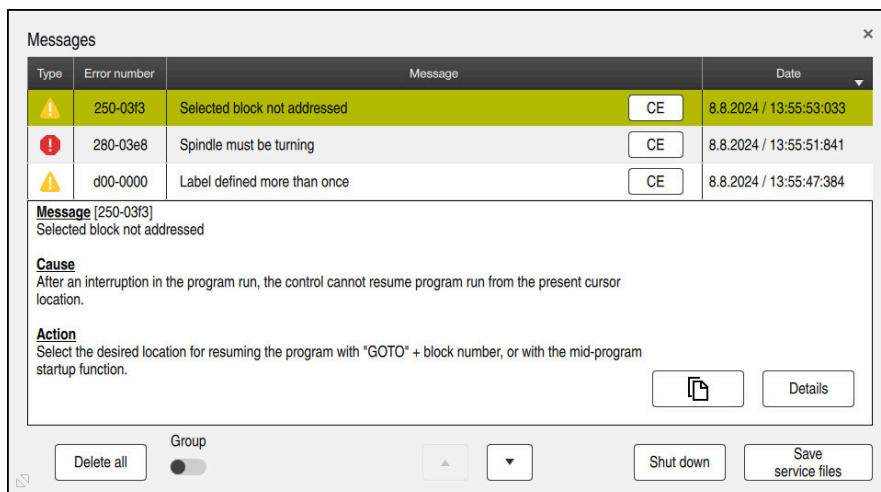 Messages
Type Error number Message Date
250-03f3 Selected block not addressed CE 8.8.2024 / 13:55:53:033
280-03e8 Spindle must be turning CE 8.8.2024 / 13:55:51:841
d00-0000 Label defined more than once CE 8.8.2024 / 13:55:47:384
Message [250-03f3]
Selected block not addressed
Cause
After an interruption in the program run, the control cannot resume program run from the present cursor
location.
Action
Select the desired location for resuming the program with "GOTO" + block number, or with the mid-program
startup function.
Details
Delete all
Group
Shut down
Save
service files